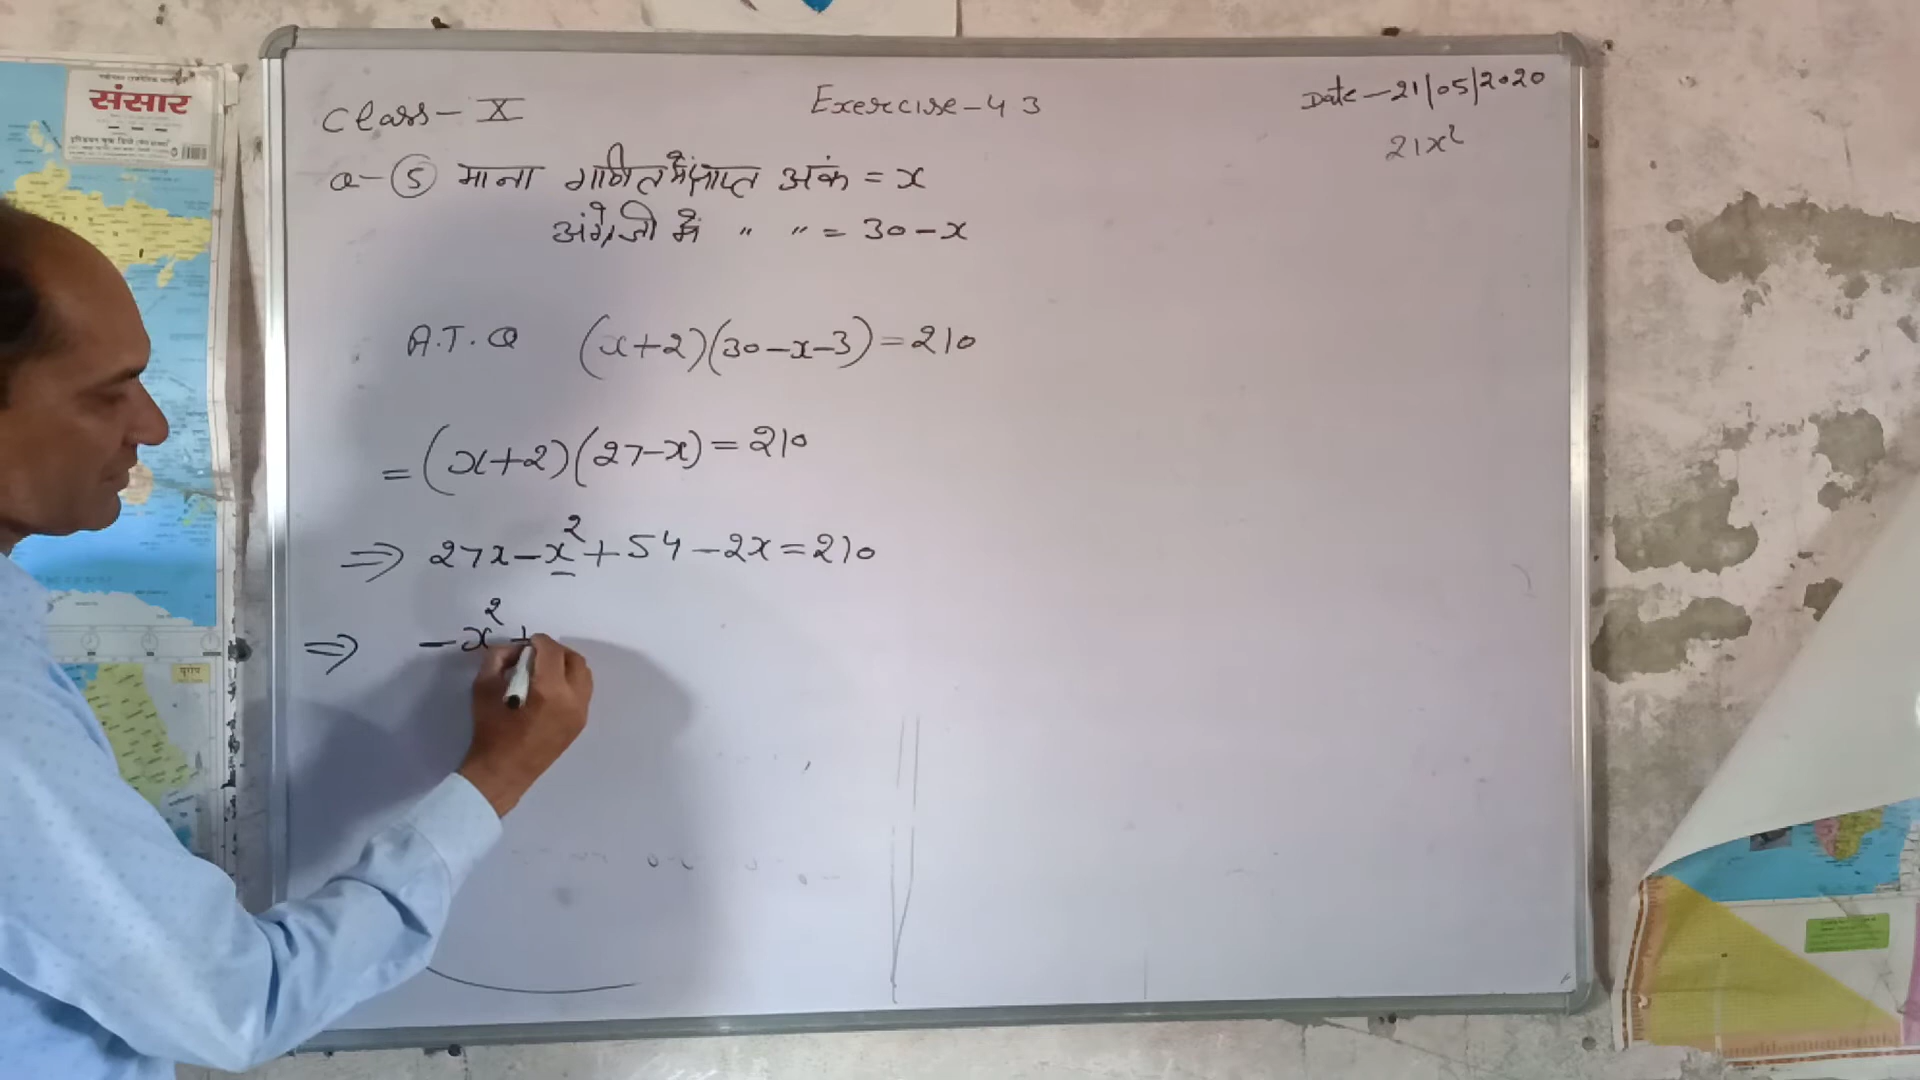 संसार
Class - X
Exercise - 4 3
Date - 21/05/2020
21x²
Q - ⑤ माना गणित में प्राप्त अंक = x
अंग्रेजी में " " = 30 - x
A.T.Q (x+2)(30-x-3) = 210
= (x+2)(27-x) = 210
⇒ 27x - x² + 54 - 2x = 210
⇒ -x² +
यूरोप